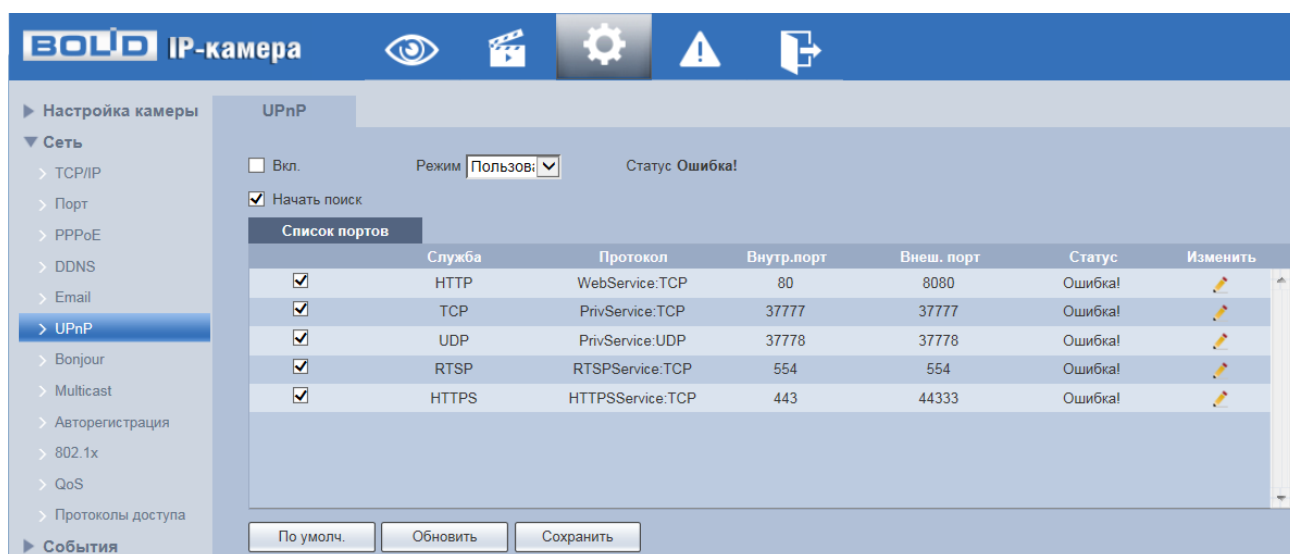 BOLID IP-камера
Настройка камеры
UPnP
Сеть
TCP/IP
Порт
PPPoE
DDNS
Email
UPnP
Bonjour
Multicast
Авторегистрация
802.1x
QoS
Протоколы доступа
События
Вкл. Режим Пользова Статус Ошибка!
Начать поиск
Список портов
Служба Протокол Внутр.порт Внеш. порт Статус Изменить
HTTP WebService:TCP 80 8080 Ошибка!
TCP PrivService:TCP 37777 37777 Ошибка!
UDP PrivService:UDP 37778 37778 Ошибка!
RTSP RTSPService:TCP 554 554 Ошибка!
HTTPS HTTPSService:TCP 443 44333 Ошибка!
По умолч. Обновить Сохранить